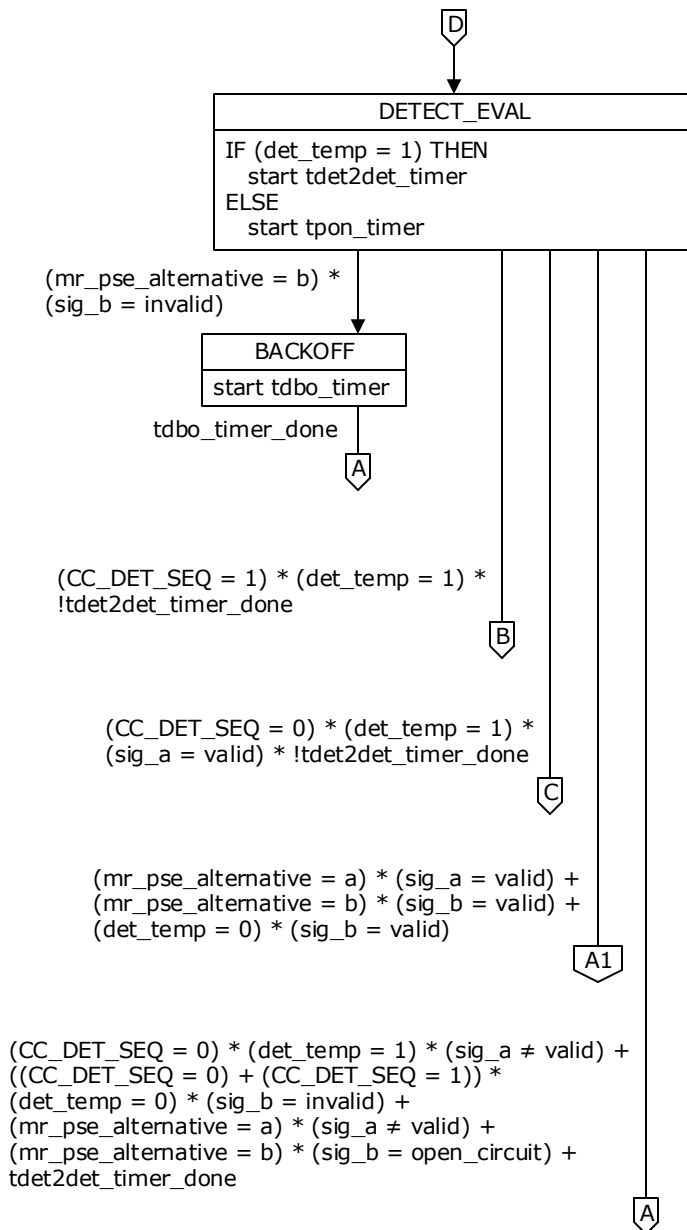 D
DETECT_EVAL
IF (det_temp = 1) THEN
start tdet2det_timer
ELSE
start tpon_timer
(mr_pse_alternative = b) *
(sig_b = invalid)
BACKOFF
start tdbo_timer
tdbo_timer_done
A
(CC_DET_SEQ = 1) * (det_temp = 1) *
!tdet2det_timer_done
B
(CC_DET_SEQ = 0) * (det_temp = 1) *
(sig_a = valid) * !tdet2det_timer_done
C
(mr_pse_alternative = a) * (sig_a = valid) +
(mr_pse_alternative = b) * (sig_b = valid) +
(det_temp = 0) * (sig_b = valid)
A1
(CC_DET_SEQ = 0) * (det_temp = 1) * (sig_a ≠ valid) +
((CC_DET_SEQ = 0) + (CC_DET_SEQ = 1)) *
(det_temp = 0) * (sig_b = invalid) +
(mr_pse_alternative = a) * (sig_a ≠ valid) +
(mr_pse_alternative = b) * (sig_b = open_circuit) +
tdet2det_timer_done
A